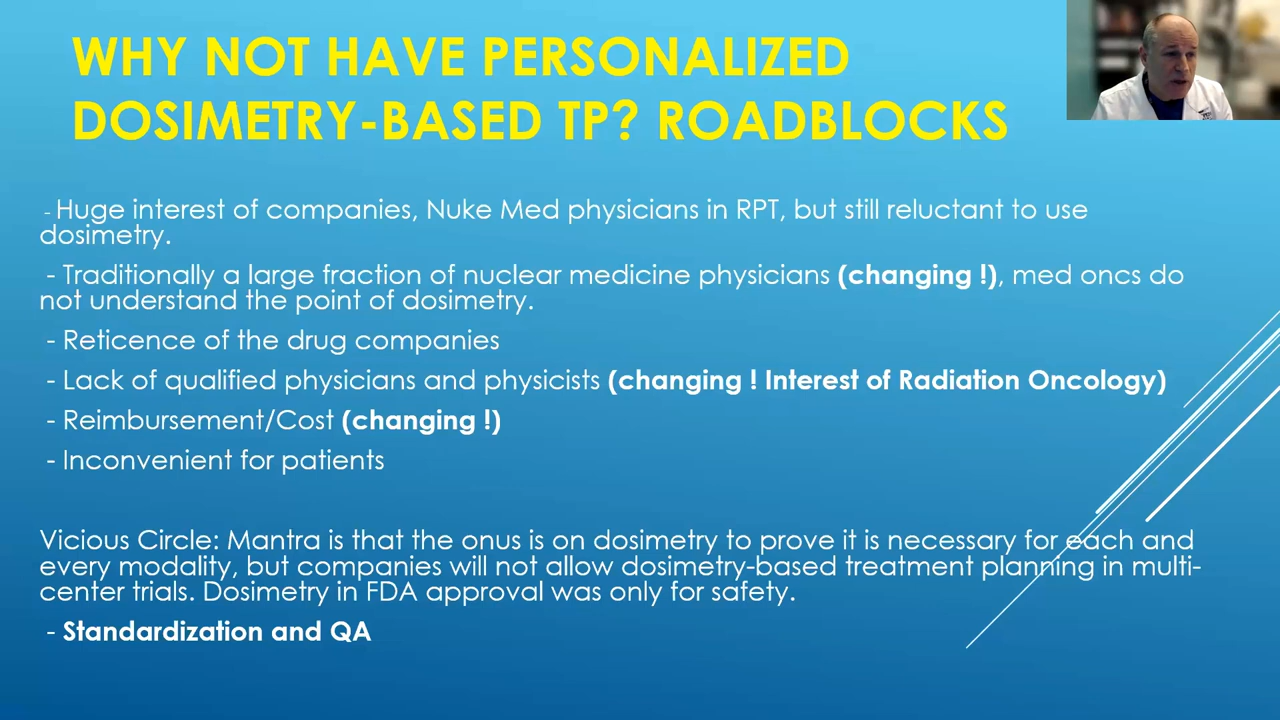 WHY NOT HAVE PERSONALIZED
DOSIMETRY-BASED TP? ROADBLOCKS
- Huge interest of companies, Nuke Med physicians in RPT, but still reluctant to use
dosimetry.
- Traditionally a large fraction of nuclear medicine physicians (changing !), med oncs do
not understand the point of dosimetry.
- Reticence of the drug companies
- Lack of qualified physicians and physicists (changing ! Interest of Radiation Oncology)
- Reimbursement/Cost (changing !)
- Inconvenient for patients
Vicious Circle: Mantra is that the onus is on dosimetry to prove it is necessary for each and
every modality, but companies will not allow dosimetry-based treatment planning in multi-
center trials. Dosimetry in FDA approval was only for safety.
- Standardization and QA